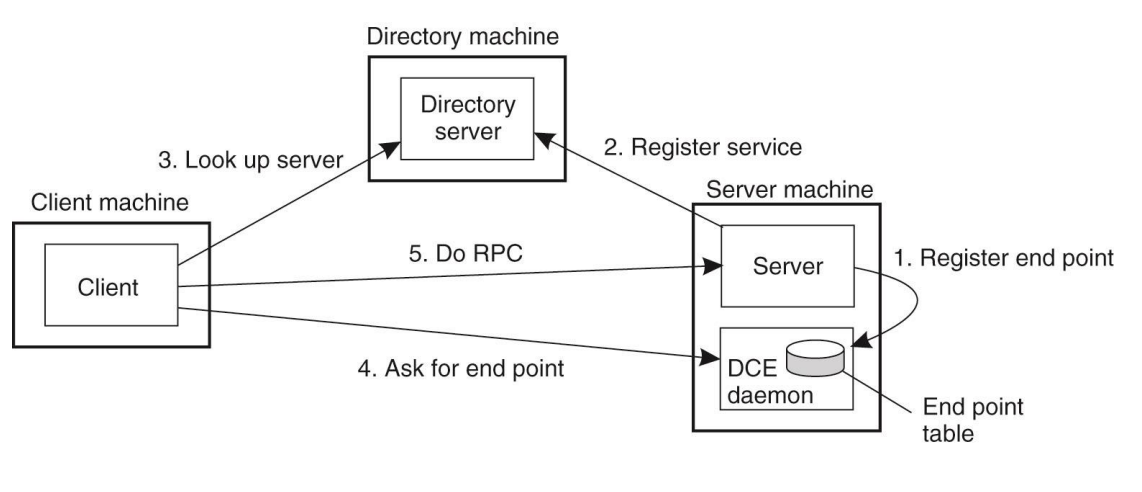 Directory machine
Directory
server
3. Look up server
2. Register service
Client machine
Server machine
Client
5. Do RPC
Server
1. Register end point
4. Ask for end point
DCE
daemon
End point
table